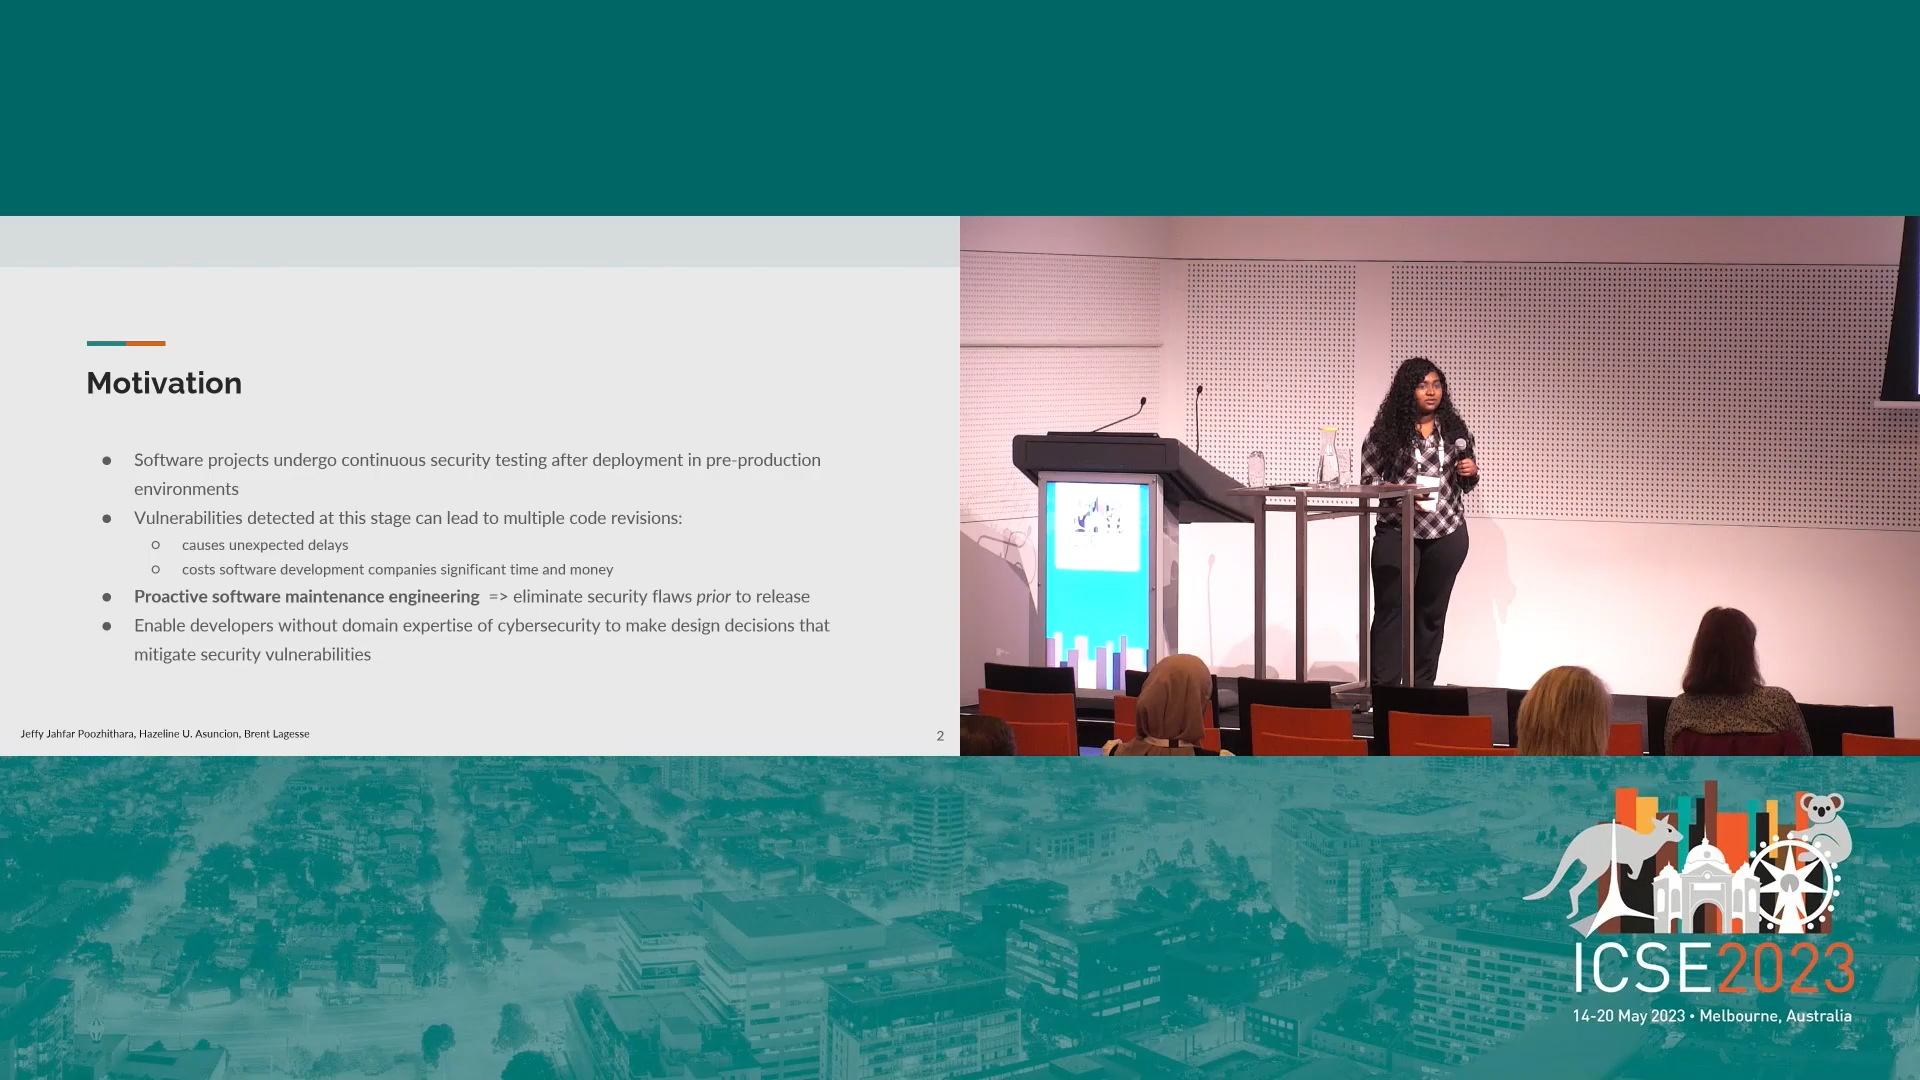 Motivation
● Software projects undergo continuous security testing after deployment in pre-production
environments
● Vulnerabilities detected at this stage can lead to multiple code revisions:
○ causes unexpected delays
○ costs software development companies significant time and money
● Proactive software maintenance engineering => eliminate security flaws prior to release
● Enable developers without domain expertise of cybersecurity to make design decisions that
mitigate security vulnerabilities
Jeffy Jahfar Poozhithara, Hazeline U. Asuncion, Brent Lagesse
2
ICSE2023
14-20 May 2023 • Melbourne, Australia